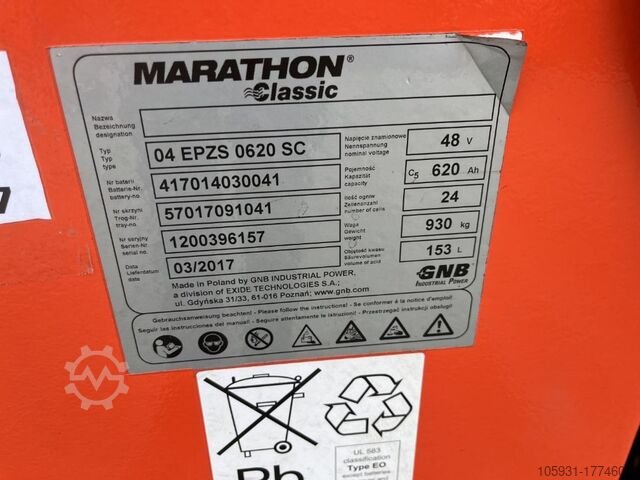 MARATHON®
Classic
Nazwa
Bezeichnung
designation
Typ
Typ
type
04 EPZS 0620 SC
Napięcie znamionowe
Nennspannung
nominal voltage
48 V
Nr baterii
Batterie-Nr.
battery-no.
417014030041
Pojemność
Kapazität
capacity
C5 620 Ah
Nr skrzyni
Trog-Nr.
tray-no.
57017091041
Ilość ogniw
Zellenanzahl
number of cells
24
Nr seryjny
Serien-Nr.
serial no.
1200396157
Waga
Gewicht
weight
930 kg
Data
Lieferdatum
date
03/2017
Objętość kwasu
Säurevolumen
volume of acid
153 L
Made in Poland by GNB INDUSTRIAL POWER,
a division of EXIDE TECHNOLOGIES S.A.;
ul. Gdyńska 31/33, 61-016 Poznań; www.gnb.com
GNB
INDUSTRIAL POWER
Gebrauchsanweisung beachten! - Please follow the instructions! - Se conformer à la notice!
Seguir las instrucciones del manual! - Seguire attentamente le istruzioni! - Przestrzegać instrukcji obsługi!
7
Pb
UL 583
classification
Type EO
except batteries
105931-177460